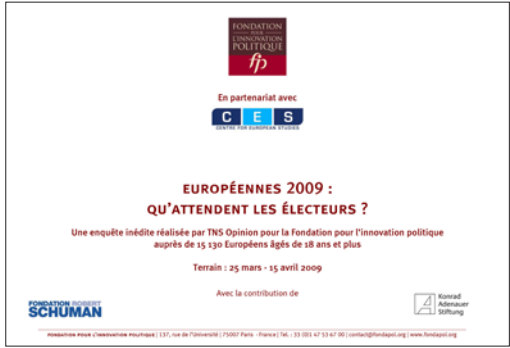 FONDATION
POUR
L'INNOVATION
POLITIQUE
fp
En partenariat avec
CES
CENTRE FOR EUROPEAN STUDIES
EUROPÉENNES 2009 :
QU'ATTENDENT LES ÉLECTEURS ?
Une enquête inédite réalisée par TNS Opinion pour la Fondation pour l'innovation politique
auprès de 15 130 Européens âgés de 18 ans et plus
Terrain : 25 mars - 15 avril 2009
Avec la contribution de
FONDATION ROBERT
SCHUMAN
Konrad
Adenauer
Stiftung
FONDATION POUR L'INNOVATION POLITIQUE | 137, rue de l'Université | 75007 Paris - France | Tél. : 33 (0)1 47 53 67 00 | contact@fondapol.org | www.fondapol.org